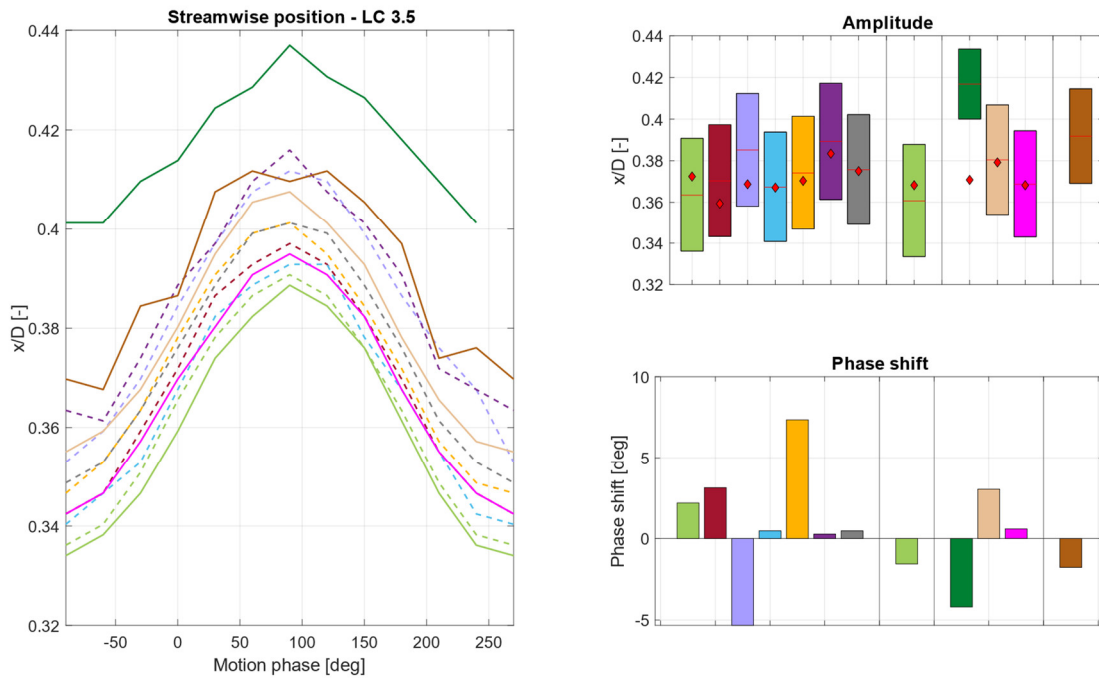 Streamwise position - LC 3.5
0.44
0.42
0.4
0.38
0.36
0.34
0.32
x/D [-]
-50 0 50 100 150 200 250
Motion phase [deg]
Amplitude
0.44
0.42
0.4
0.38
0.36
0.34
0.32
x/D [-]
Phase shift
10
5
0
-5
Phase shift [deg]